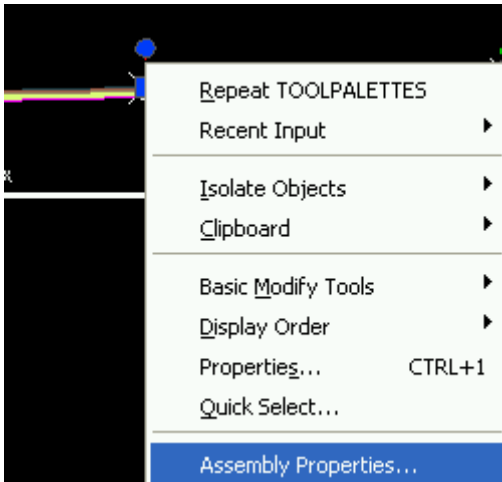 Repeat TOOLPALETTES
Recent Input
x
Isolate Objects
Clipboard
Basic Modify Tools
Display Order
Properties... CTRL+1
Quick Select...
Assembly Properties...